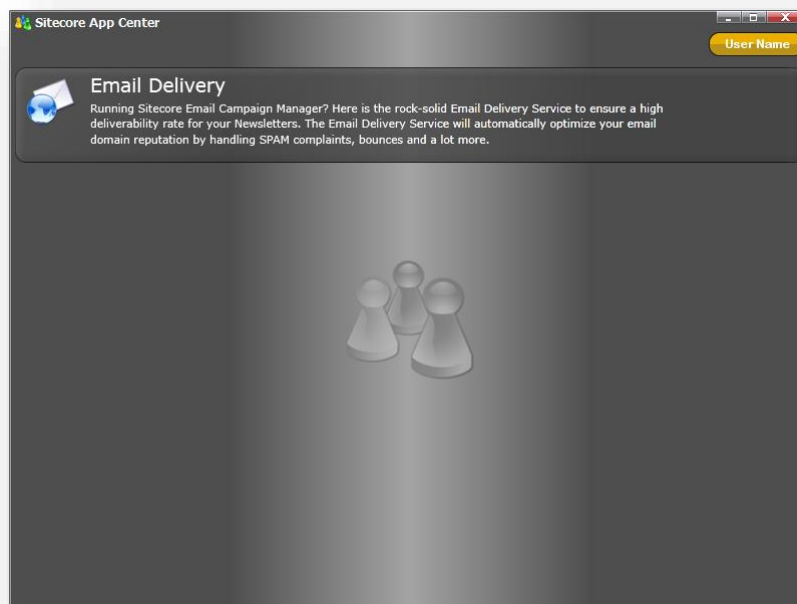 Sitecore App Center
User Name
Email Delivery
Running Sitecore Email Campaign Manager? Here is the rock-solid Email Delivery Service to ensure a high
deliverability rate for your Newsletters. The Email Delivery Service will automatically optimize your email
domain reputation by handling SPAM complaints, bounces and a lot more.